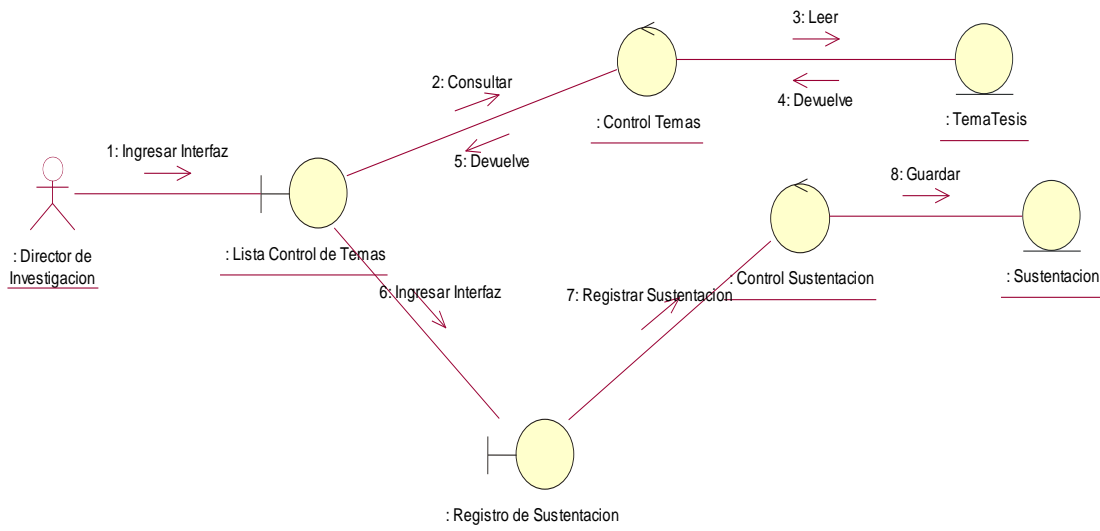 3: Leer
2: Consultar
4: Devuelve
: Control Temas
: TemaTesis
1: Ingresar Interfaz
5: Devuelve
8: Guardar
: Director de
Investigacion
: Lista Control de Temas
: Control Sustentacion
: Sustentacion
6: Ingresar Interfaz
7: Registrar Sustentacion
: Registro de Sustentacion